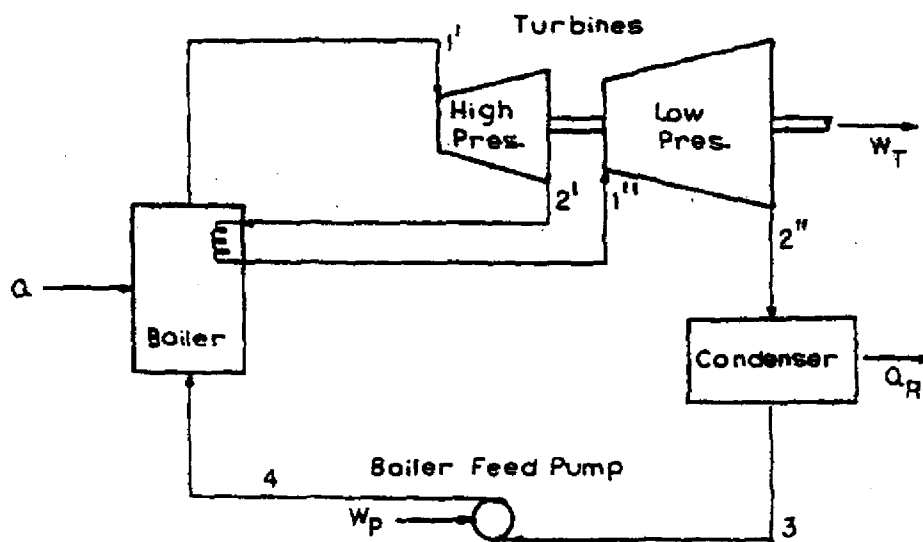 Turbines
1'
High
Pres.
Low
Pres.
W_T
2'
1"
2"
Q
Boiler
Condenser
Q_R
Boiler Feed Pump
4
W_P
3